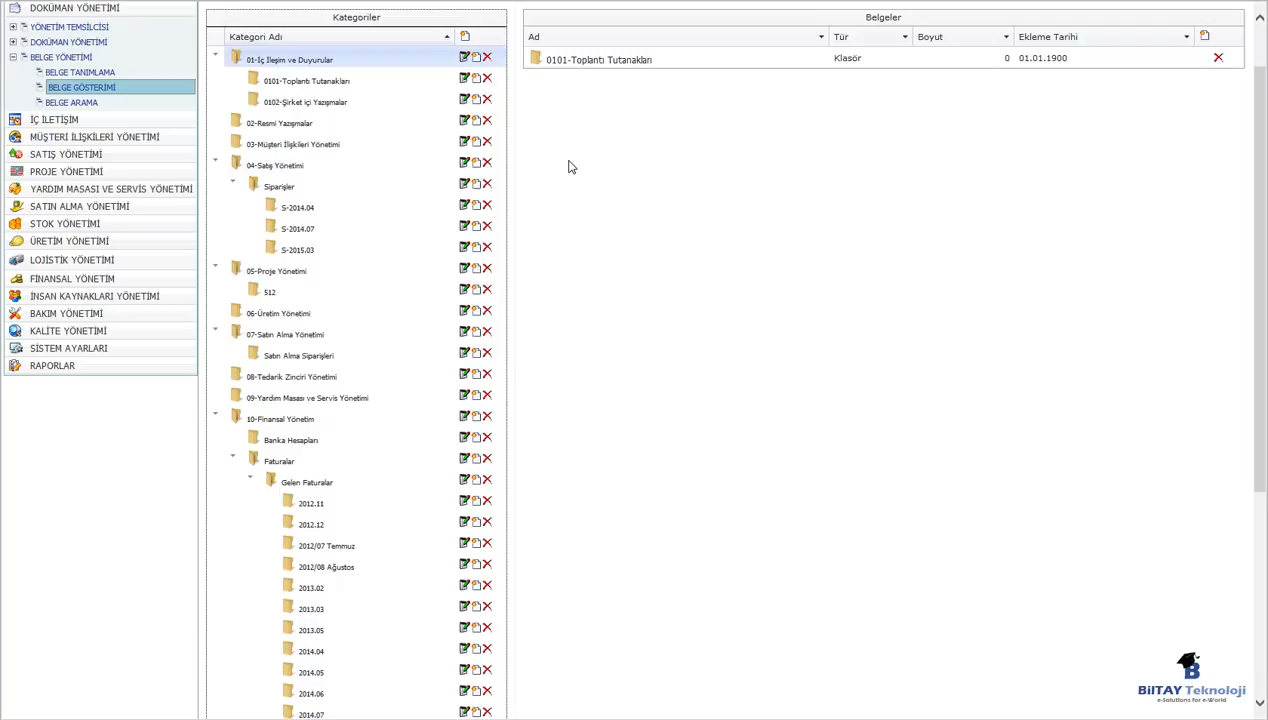 DOKÜMAN YÖNETİMİ
YÖNETİM TEMSİLCİSİ
DOKÜMAN YÖNETİMİ
BELGE YÖNETİMİ
BELGE TANIMLAMA
BELGE GÖSTERİMİ
BELGE ARAMA
İÇ İLETİŞİM
MÜŞTERİ İLİŞKİLERİ YÖNETİMİ
SATIŞ YÖNETİMİ
PROJE YÖNETİMİ
YARDIM MASASI VE SERVİS YÖNETİMİ
SATIN ALMA YÖNETİMİ
STOK YÖNETİMİ
ÜRETİM YÖNETİMİ
LOJİSTİK YÖNETİMİ
FİNANSAL YÖNETİM
İNSAN KAYNAKLARI YÖNETİMİ
BAKIM YÖNETİMİ
KALİTE YÖNETİMİ
SİSTEM AYARLARI
RAPORLAR
Kategoriler
Kategori Adı
01-İç İleşim ve Duyurular
0101-Toplantı Tutanakları
0102-Şirket içi Yazışmalar
02-Resmi Yazışmalar
03-Müşteri İlişkileri Yönetimi
04-Satış Yönetimi
Siparişler
S-2014.04
S-2014.07
S-2015.03
05-Proje Yönetimi
512
06-Üretim Yönetimi
07-Satın Alma Yönetimi
Satın Alma Siparişleri
08-Tedarik Zinciri Yönetimi
09-Yardım Masası ve Servis Yönetimi
10-Finansal Yönetim
Banka Hesapları
Faturalar
Gelen Faturalar
2012.11
2012.12
2012/07 Temmuz
2012/08 Ağustos
2013.02
2013.03
2013.05
2014.04
2014.05
2014.06
2014.07
Belgeler
Ad Tür Boyut Ekleme Tarihi
0101-Toplantı Tutanakları Klasör 0 01.01.1900
BilTAY Teknoloji
e-Solutions for e-World